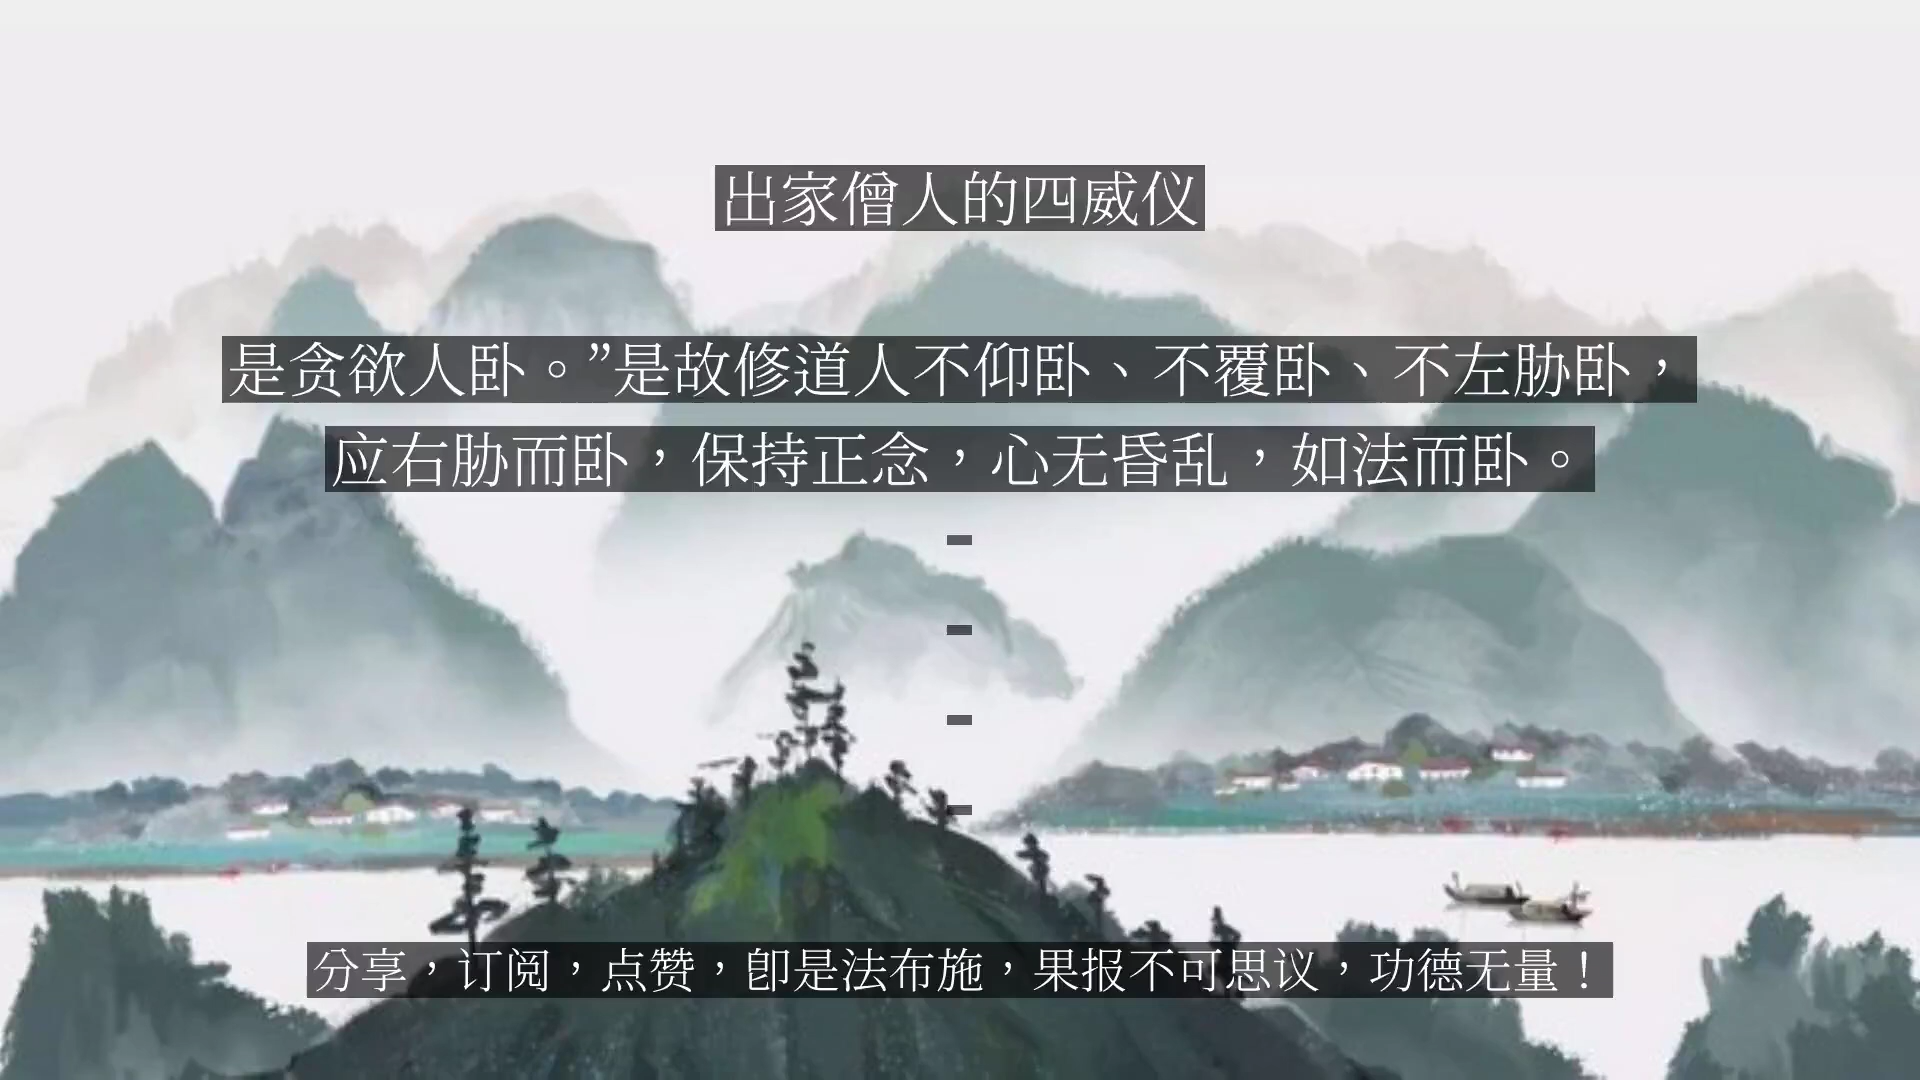 出家僧人的四威仪
是贪欲人卧。”是故修道人不仰卧、不覆卧、不左胁卧，
应右胁而卧，保持正念，心无昏乱，如法而卧。
分享，订阅，点赞，卽是法布施，果报不可思议，功德无量！